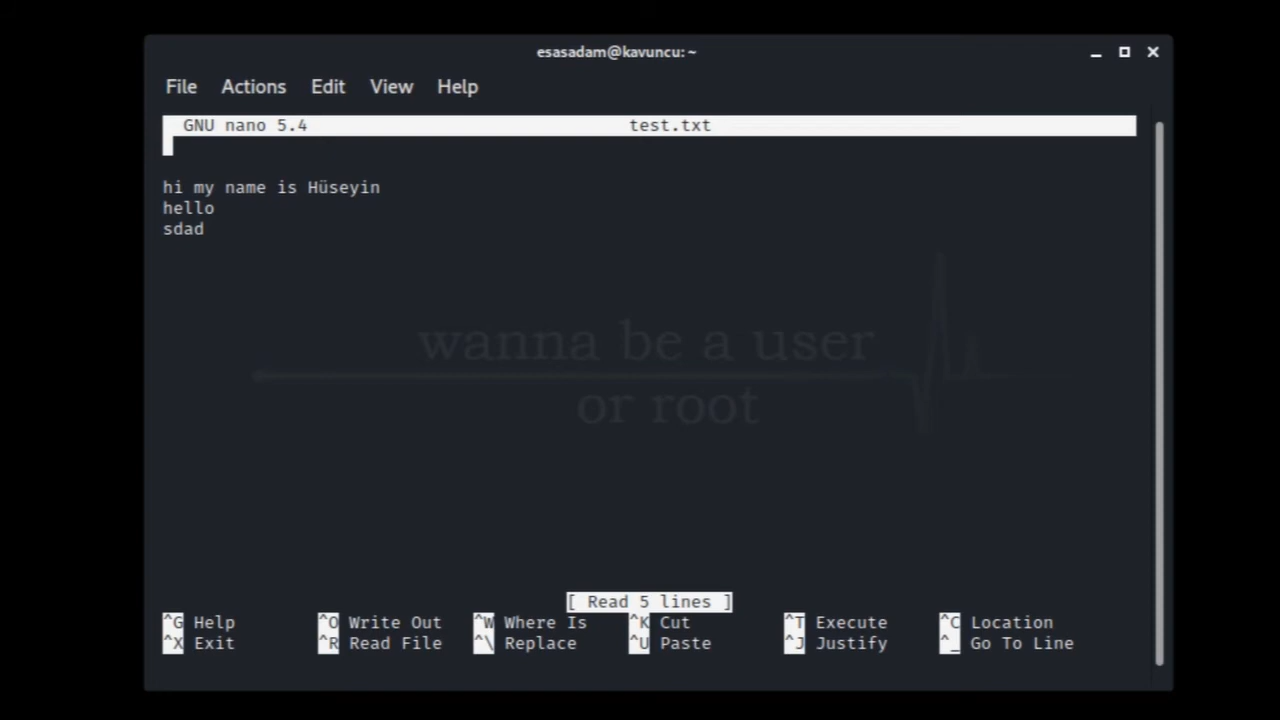 esasadam@kavuncu: ~
File Actions Edit View Help
GNU nano 5.4 test.txt
hi my name is Hüseyin
hello
sdad
wanna be a user
or root
[ Read 5 lines ]
^G Help ^O Write Out ^W Where Is ^K Cut ^T Execute ^C Location
^X Exit ^R Read File ^\ Replace ^U Paste ^J Justify ^_ Go To Line